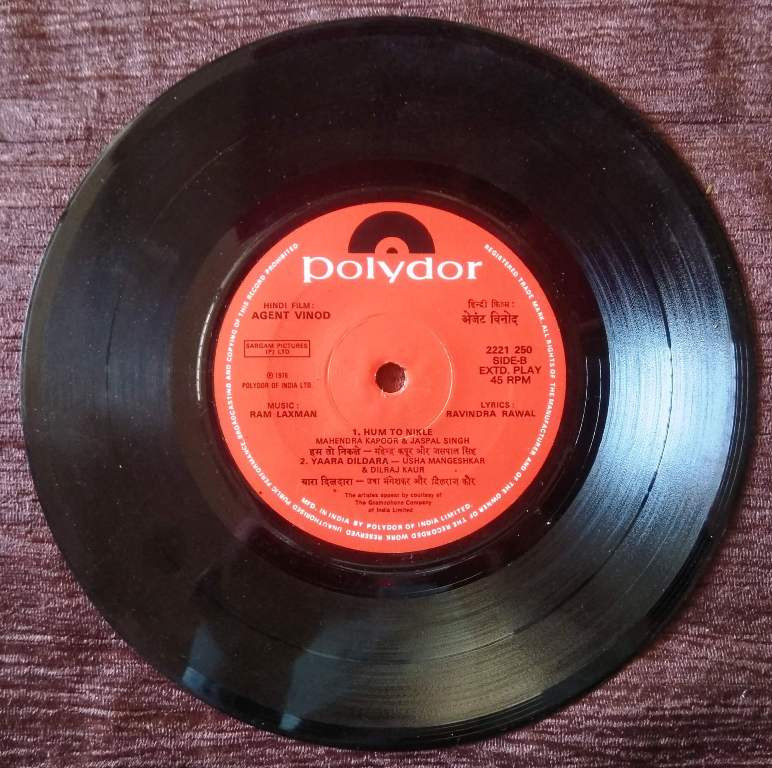 polydor
HINDI FILM:
AGENT VINOD
हिन्दी फिल्म:
अेजंट विनोद
SARGAM PICTURES
(P) LTD.
2221 250
SIDE-B
EXTD. PLAY
45 RPM
℗ 1976
POLYDOR OF INDIA LTD.
MUSIC:
RAM LAXMAN
LYRICS:
RAVINDRA RAWAL
1. HUM TO NIKLE
MAHENDRA KAPOOR & JASPAL SINGH
हम तो निकले — महेन्द्र कपूर और जसपाल सिंह
2. YAARA DILDARA — USHA MANGESHKAR
& DILRAJ KAUR
यारा दिलदारा — उषा मंगेशकर और दिलराज कौर
The artistes appear by courtesy of
The Gramophone Company
of India Limited
REGISTERED TRADE MARK. ALL RIGHTS OF THE MANUFACTURER AND OF THE OWNER OF THE RECORDED WORK RESERVED UNAUTHORISED PUBLIC PERFORMANCE BROADCASTING AND COPYING OF THIS RECORD PROHIBITED
MFD. IN INDIA BY POLYDOR OF INDIA LIMITED.